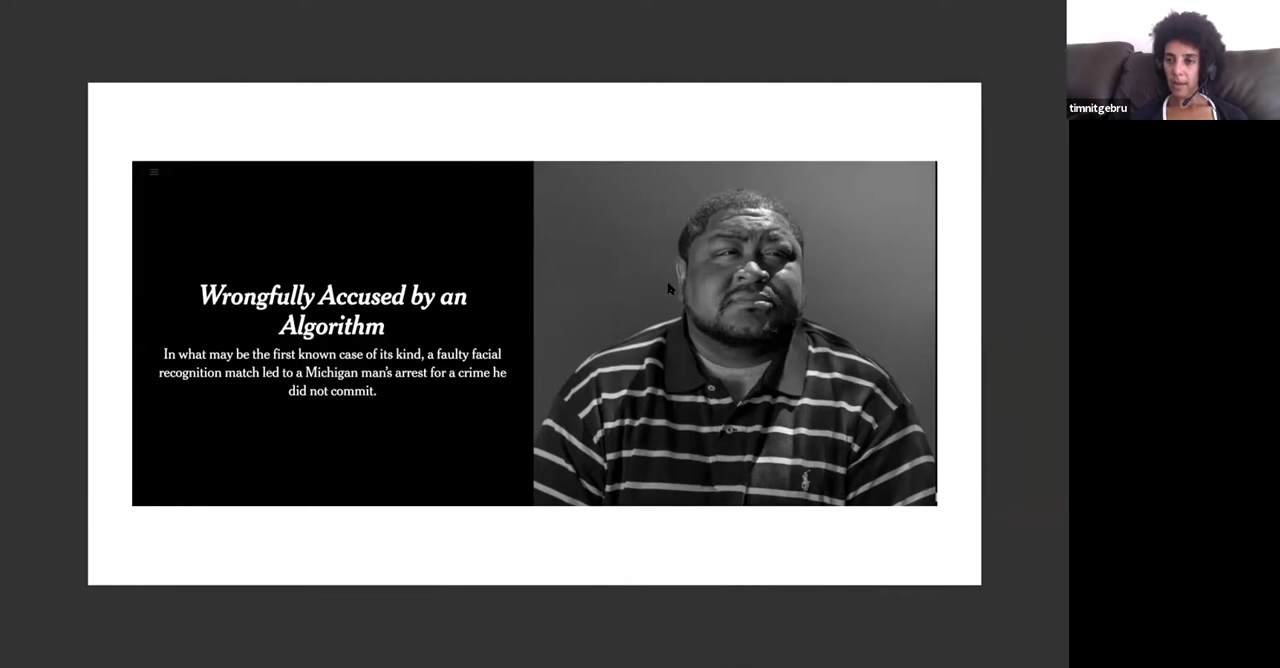 Wrongfully Accused by an
Algorithm
In what may be the first known case of its kind, a faulty facial
recognition match led to a Michigan man's arrest for a crime he
did not commit.
timnitgebru